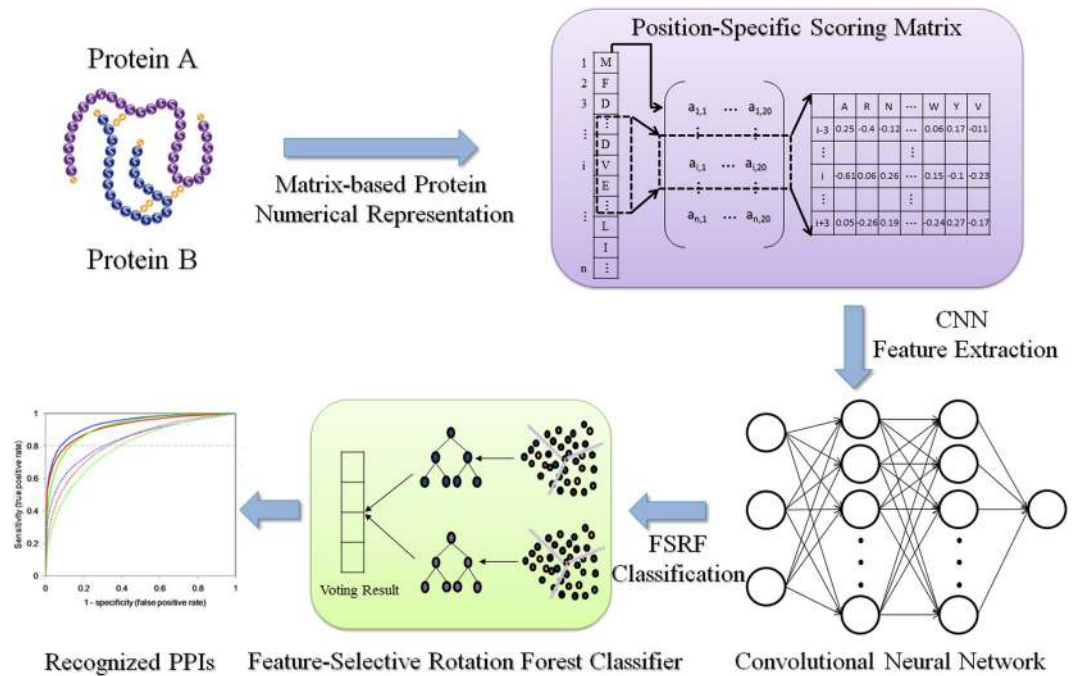 Protein A
Protein B
Matrix-based Protein
Numerical Representation
Position-Specific Scoring Matrix
1 M
2 F
3 D
⋮
⋮ D
i V
E
⋮
⋮ L
I
n ⋮
a1,1 ... a1,20
⋮ ⋮
ai,1 ... ai,20
⋮ ⋮
an,1 ... an,20
A R N ... W Y V
i-3 0.25 -0.4 -0.12 ... 0.06 0.17 -011
⋮ ⋮
i -0.61 0.06 0.26 ... 0.15 -0.1 -0.23
⋮ ⋮
i+3 0.05 -0.26 0.19 ... -0.24 0.27 -0.17
CNN
Feature Extraction
Convolutional Neural Network
FSRF
Classification
Voting Result
Feature-Selective Rotation Forest Classifier
Sensitivity (true positive rate)
1
0.8
0.6
0.4
0.2
0
0 0.2 0.4 0.6 0.8 1
1 - specificity (false positive rate)
Recognized PPIs